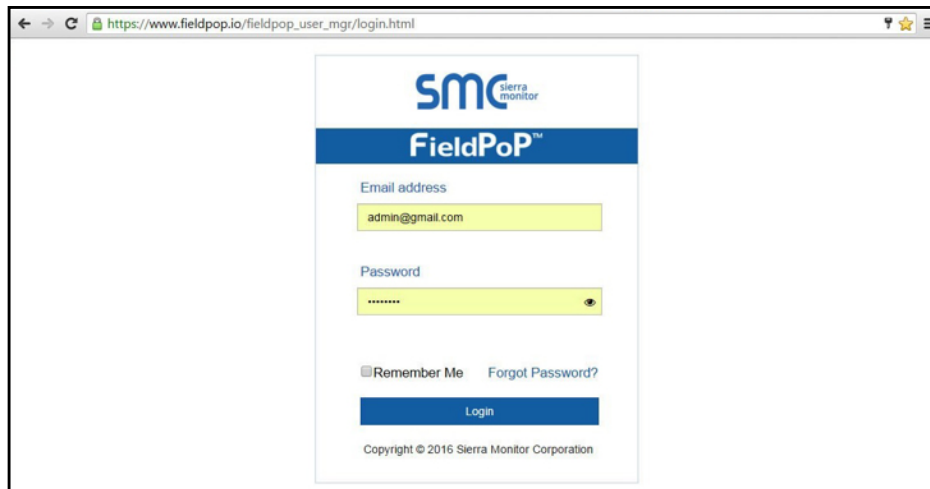 https://www.fieldpop.io/fieldpop_user_mgr/login.html
smc sierra
monitor
FieldPoP™
Email address
admin@gmail.com
Password
••••••••
Remember Me Forgot Password?
Login
Copyright © 2016 Sierra Monitor Corporation